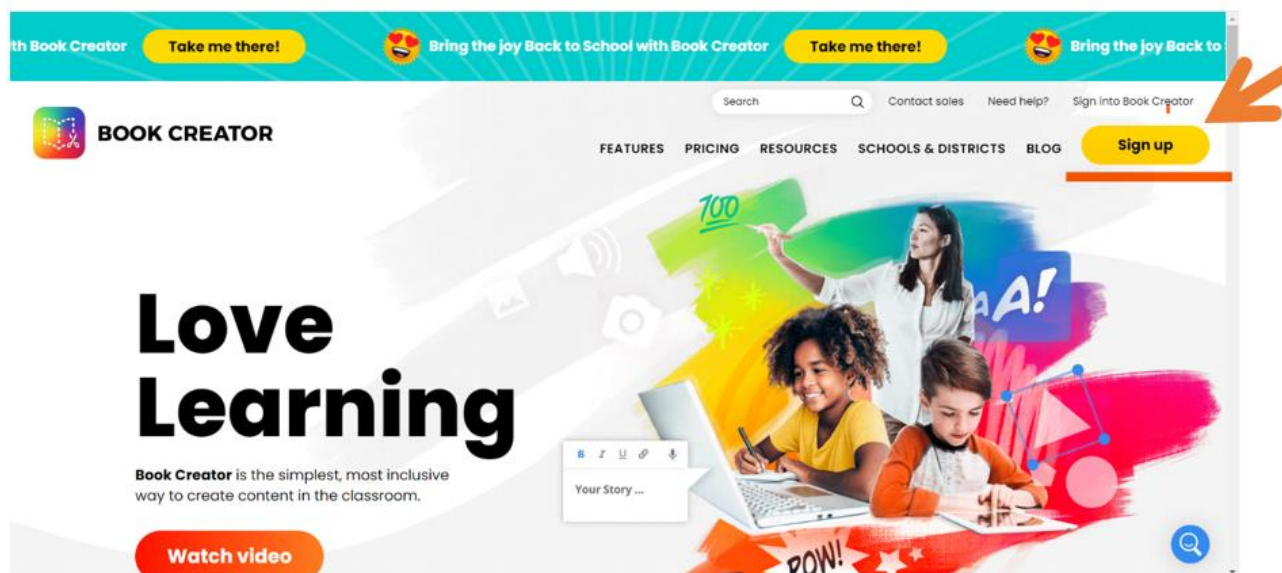 th Book Creator Take me there! Bring the joy Back to School with Book Creator Take me there! Bring the joy Back to
Search Contact sales Need help? Sign into Book Creator
BOOK CREATOR
FEATURES PRICING RESOURCES SCHOOLS & DISTRICTS BLOG Sign up
100
AA!
Love
Learning
B I U
Your Story ...
Book Creator is the simplest, most inclusive
way to create content in the classroom.
Watch video
POW!